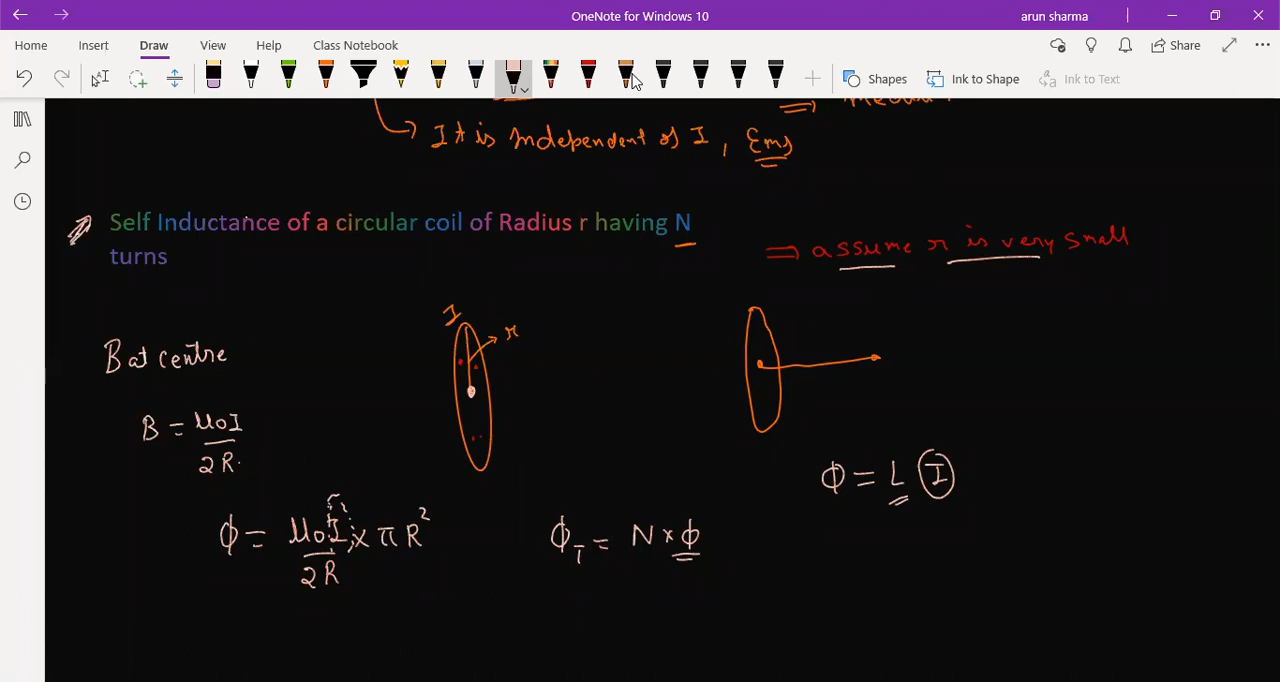 OneNote for Windows 10
arun sharma
Home Insert Draw View Help Class Notebook
Share
Shapes
Ink to Shape
Ink to Text
It is Independent of I, Ems
Self Inductance of a circular coil of Radius r having N
turns
⇒ assume r is very small
I
r
B at centre
B = μ0I
2R
Φ = L I
Φ = μ0I × πR²
2R
ΦT = N × Φ